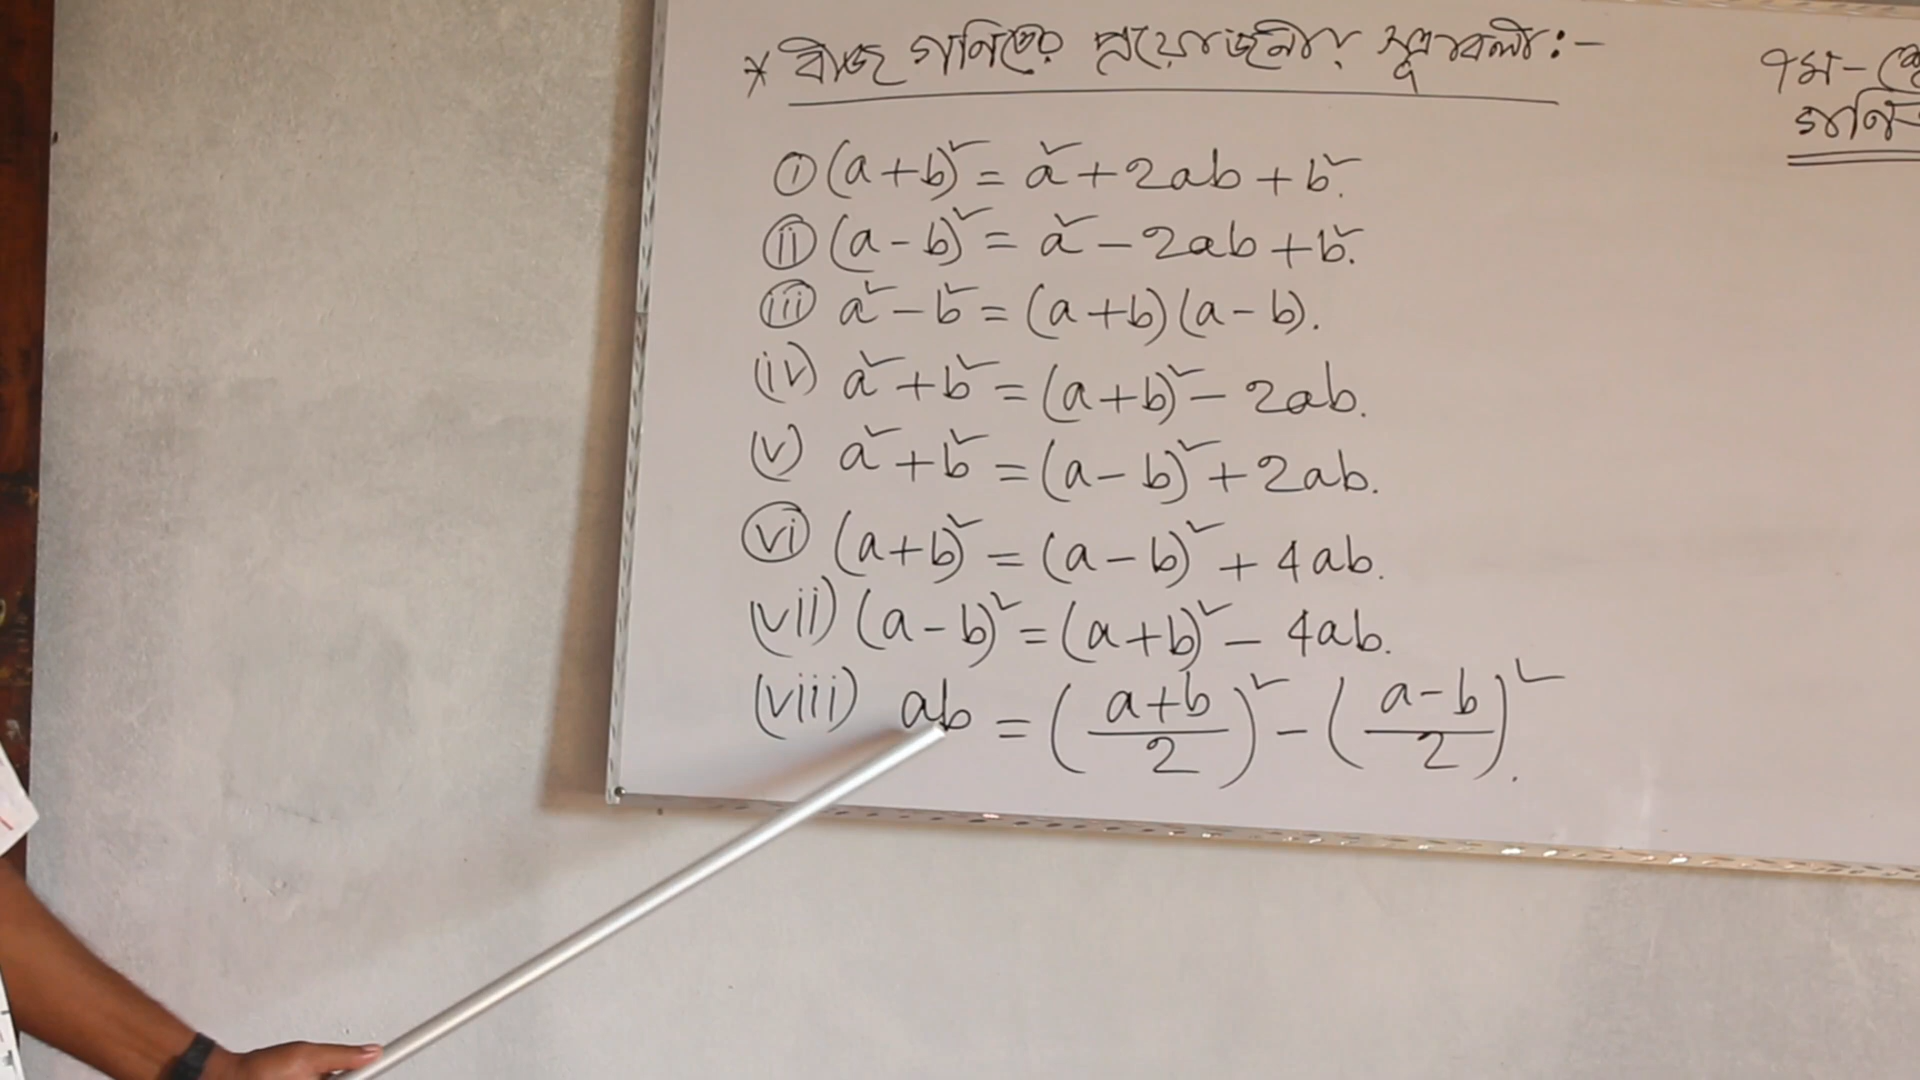 * বীজ গনিতের প্রয়োজনীয় সূত্রাবলী :-
৭ম-
i (a+b)² = a² + 2ab + b².
ii (a-b)² = a² - 2ab + b².
iii a² - b² = (a+b)(a-b).
(iv) a² + b² = (a+b)² - 2ab.
(v) a² + b² = (a-b)² + 2ab.
vi (a+b)² = (a-b)² + 4ab.
(vii) (a-b)² = (a+b)² - 4ab.
(viii) ab = ((a+b)/2)² - ((a-b)/2)².